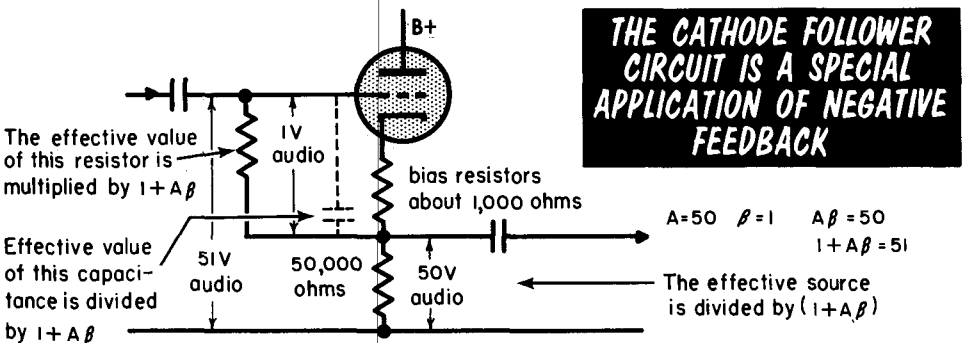 B+
THE CATHODE FOLLOWER
CIRCUIT IS A SPECIAL
APPLICATION OF NEGATIVE
FEEDBACK
The effective value
of this resistor is
multiplied by 1+Aβ
1V
audio
bias resistors
about 1,000 ohms
A=50 β=1 Aβ=50
1+Aβ=51
Effective value
of this capaci-
tance is divided
by 1+Aβ
51V
audio
50,000
ohms
50V
audio
The effective source
is divided by (1+Aβ)